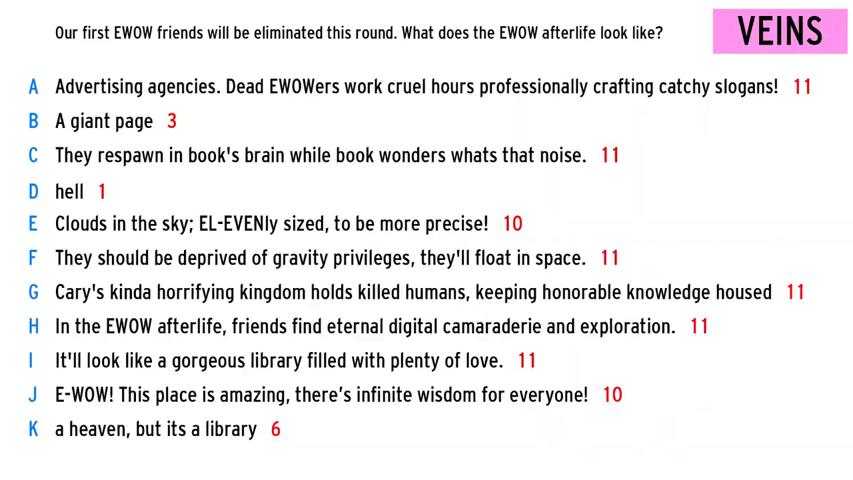 Our first EWOW friends will be eliminated this round. What does the EWOW afterlife look like?
VEINS
A Advertising agencies. Dead EWOWers work cruel hours professionally crafting catchy slogans! 11
B A giant page 3
C They respawn in book's brain while book wonders whats that noise. 11
D hell 1
E Clouds in the sky; EL-EVENly sized, to be more precise! 10
F They should be deprived of gravity privileges, they'll float in space. 11
G Cary's kinda horrifying kingdom holds killed humans, keeping honorable knowledge housed 11
H In the EWOW afterlife, friends find eternal digital camaraderie and exploration. 11
I It'll look like a gorgeous library filled with plenty of love. 11
J E-WOW! This place is amazing, there's infinite wisdom for everyone! 10
K a heaven, but its a library 6